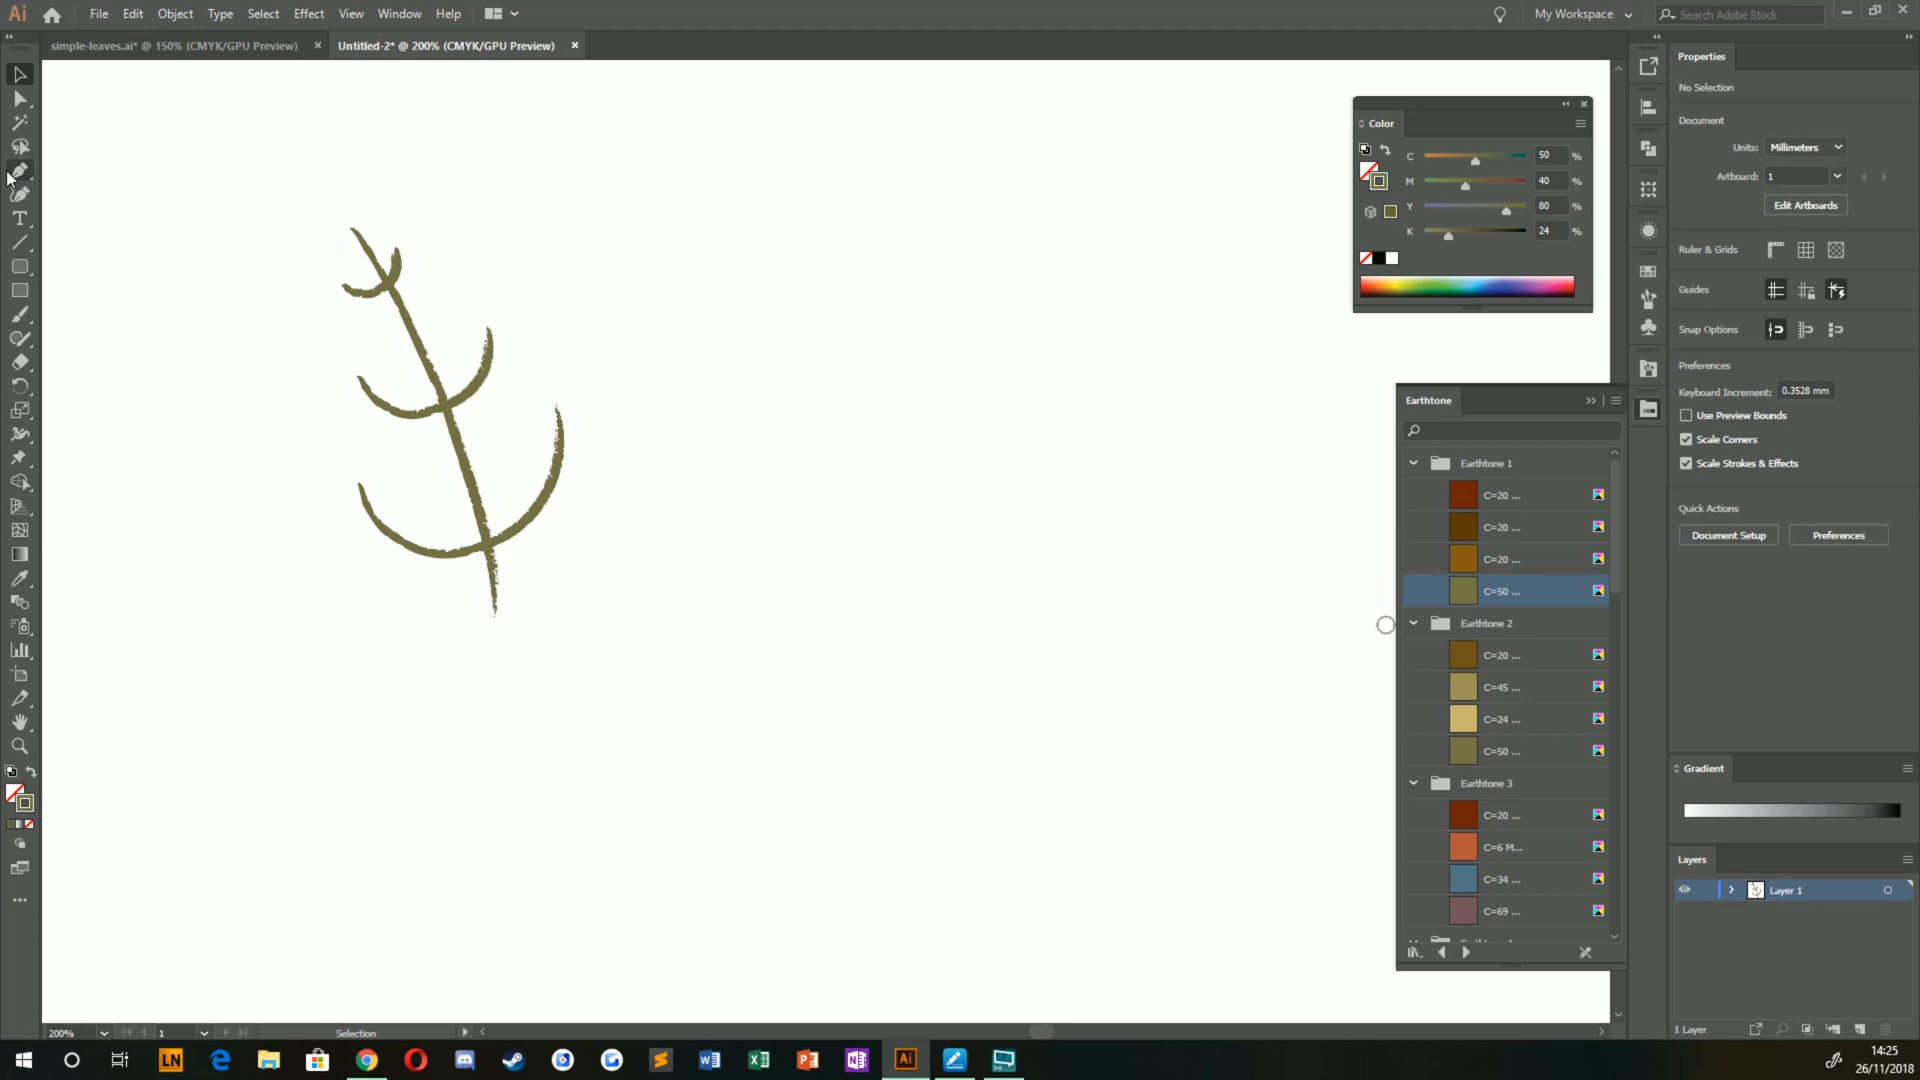 Ai File Edit Object Type Select Effect View Window Help My Workspace Search Adobe Stock
simple-leaves.ai* @ 150% (CMYK/GPU Preview) Untitled-2* @ 200% (CMYK/GPU Preview)
Properties
No Selection
Document
Units: Millimeters
Artboard: 1
Edit Artboards
Ruler & Grids
Guides
Snap Options
Preferences
Keyboard Increment: 0.3528 mm
Use Preview Bounds
Scale Corners
Scale Strokes & Effects
Quick Actions
Document Setup Preferences
Color
C 50 %
M 40 %
Y 80 %
K 24 %
Earthtone
Earthtone 1
C=20 ...
C=20 ...
C=20 ...
C=50 ...
Earthtone 2
C=20 ...
C=45 ...
C=24 ...
C=50 ...
Earthtone 3
C=20 ...
C=6 M...
C=34 ...
C=69 ...
Gradient
Layers
Layer 1
1 Layer
200% 1 Selection
LN
Ai
14:25
26/11/2018